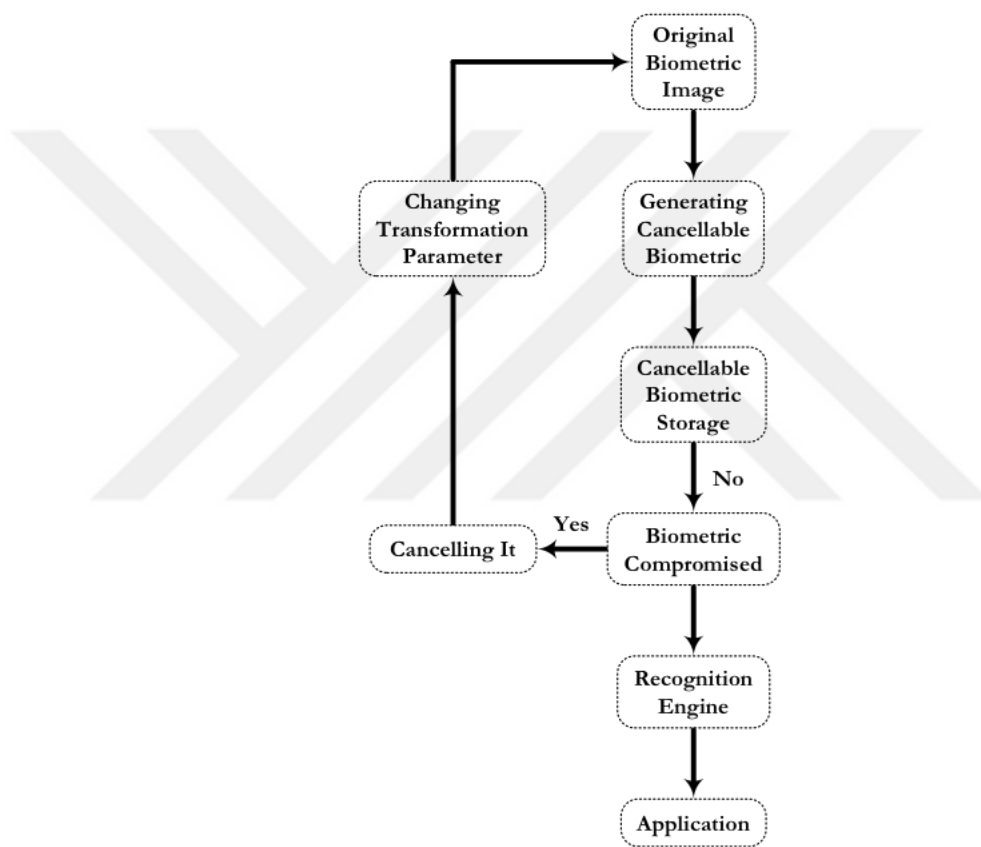 Original
Biometric
Image
Changing
Transformation
Parameter
Generating
Cancellable
Biometric
Cancellable
Biometric
Storage
No
Yes
Cancelling It
Biometric
Compromised
Recognition
Engine
Application